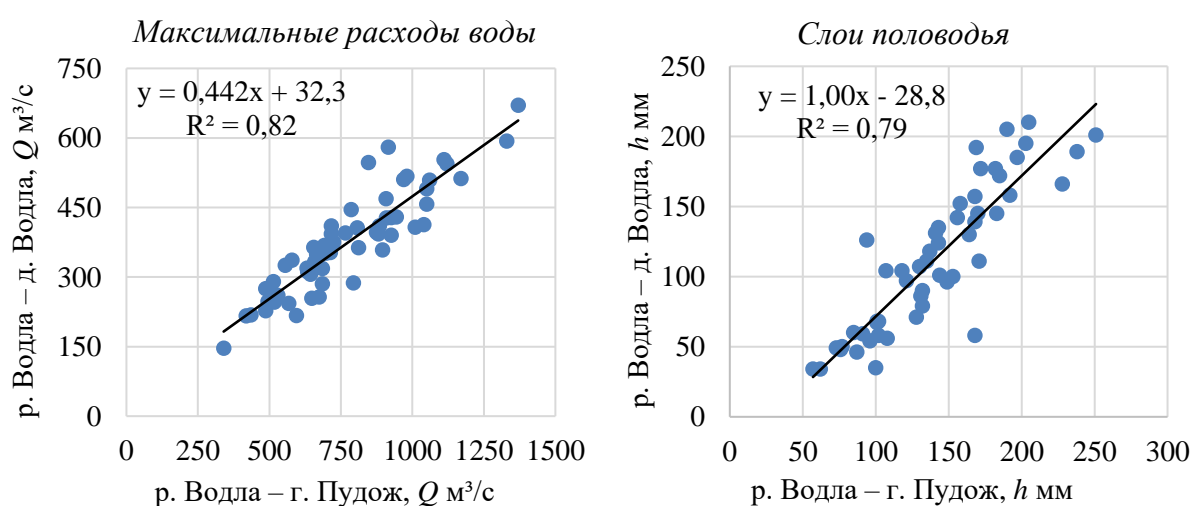 Максимальные расходы воды
р. Водла – д. Водла, Q м³/с
750
600
450
300
150
0
y = 0,442x + 32,3
R² = 0,82
0 250 500 750 1000 1250 1500
р. Водла – г. Пудож, Q м³/с
Слои половодья
р. Водла – д. Водла, h мм
250
200
150
100
50
0
y = 1,00x - 28,8
R² = 0,79
0 50 100 150 200 250 300
р. Водла – г. Пудож, h мм